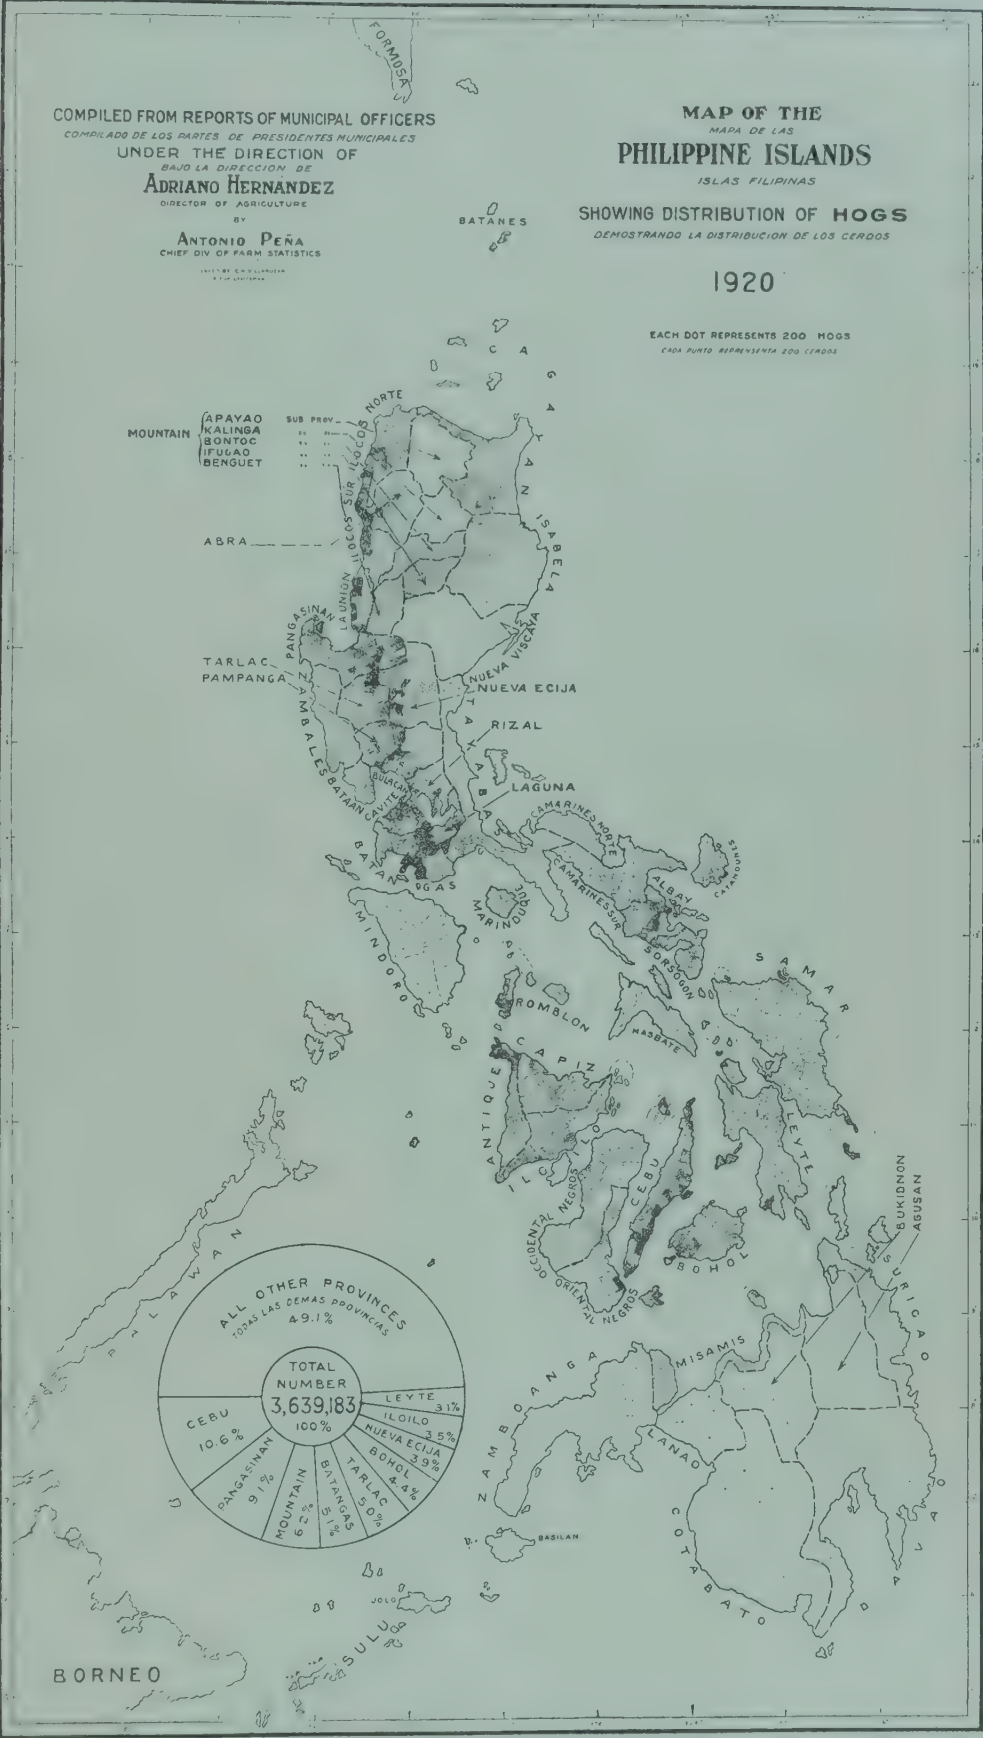 FORMOSA
COMPILED FROM REPORTS OF MUNICIPAL OFFICERS
COMPILADO DE LOS PARTES DE PRESIDENTES MUNICIPALES
UNDER THE DIRECTION OF
BAJO LA DIRECCION DE
ADRIANO HERNÁNDEZ
DIRECTOR OF AGRICULTURE
BY
ANTONIO PEÑA
CHIEF DIV OF FARM STATISTICS
MAP OF THE
MAPA DE LAS
PHILIPPINE ISLANDS
ISLAS FILIPINAS
SHOWING DISTRIBUTION OF HOGS
DEMOSTRANDO LA DISTRIBUCION DE LOS CERDOS
1920
EACH DOT REPRESENTS 200 HOGS
CADA PUNTO REPRENSENTA 200 CERDOS
BATANES
CAGAYAN
ILOCOS NORTE
MOUNTAIN
APAYAO SUB PROV.
KALINGA " "
BONTOC " "
IFUGAO " "
BENGUET " "
ILOCOS SUR
ABRA
ISABELA
LA UNION
PANGASINAN
NUEVA VISCAYA
TARLAC
PAMPANGA
NUEVA ECIJA
ZAMBALES
TAYABAS
RIZAL
BULACAN
BATAAN
CAVITE
LAGUNA
BATANGAS
CAMARINES NORTE
CAMARINES SUR
CATANDUANES
ALBAY
SORSOGON
MARINDUQUE
MINDORO
ROMBLON
MASBATE
SAMAR
CAPIZ
ANTIQUE
ILOILO
LEYTE
CEBU
OCCIDENTAL NEGROS
ORIENTAL NEGROS
BOHOL
BUKIDNON
AGUSAN
SURIGAO
PALAWAN
MISAMIS
ZAMBOANGA
LANAO
COTABATO
DAVAO
BASILAN
JOLO
SULU
BORNEO
ALL OTHER PROVINCES
TODAS LAS DEMAS PROVINCIAS
49.1%
TOTAL
NUMBER
3,639,183
100%
LEYTE
3.1%
ILOILO
3.5%
NUEVA ECIJA
3.9%
BOHOL
4.4%
TARLAC
5.0%
BATANGAS
5.1%
MOUNTAIN
6.2%
PANGASINAN
9.1%
CEBU
10.6%